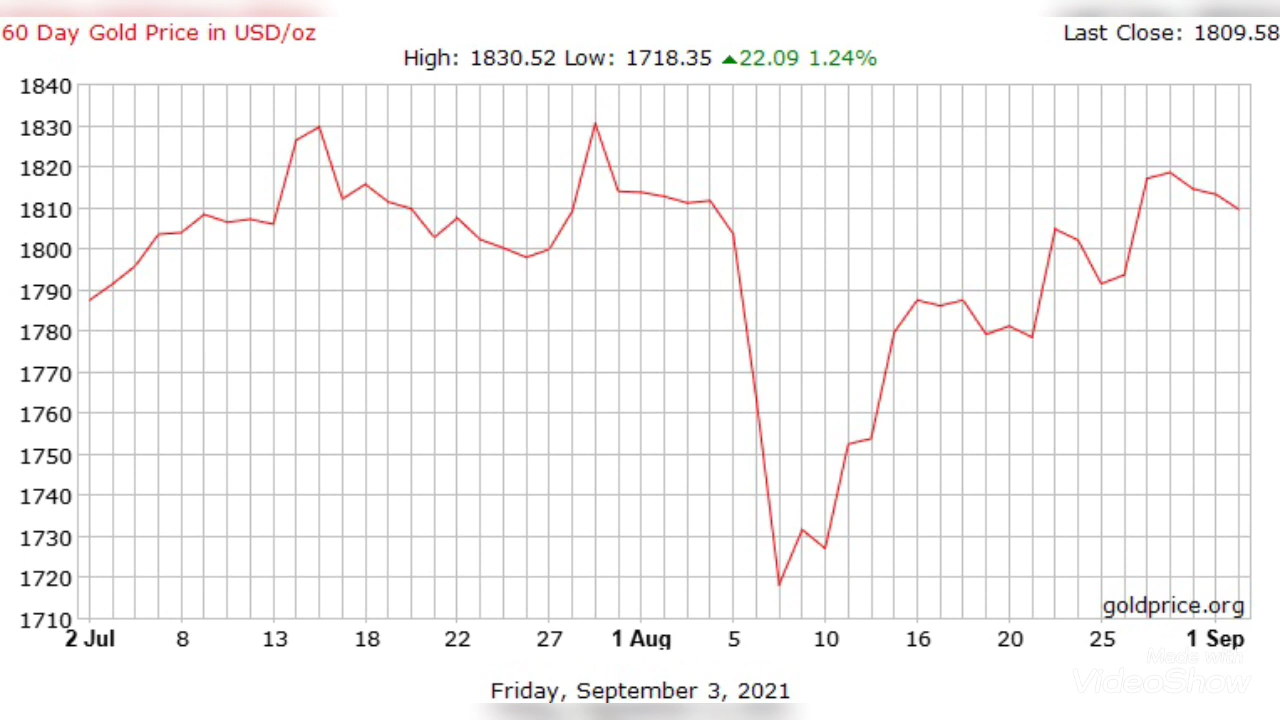 60 Day Gold Price in USD/oz
Last Close: 1809.58
High: 1830.52 Low: 1718.35 ▲22.09 1.24%
1840
1830
1820
1810
1800
1790
1780
1770
1760
1750
1740
1730
1720
1710
goldprice.org
2 Jul 8 13 18 22 27 1 Aug 5 10 16 20 25 1 Sep
Made with
VideoShow
Friday, September 3, 2021